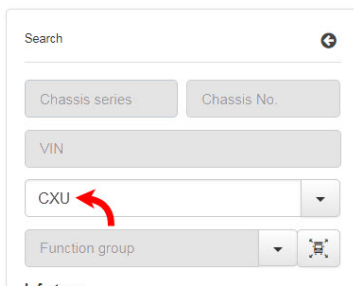 Search
Chassis series
Chassis No.
VIN
CXU
Function group